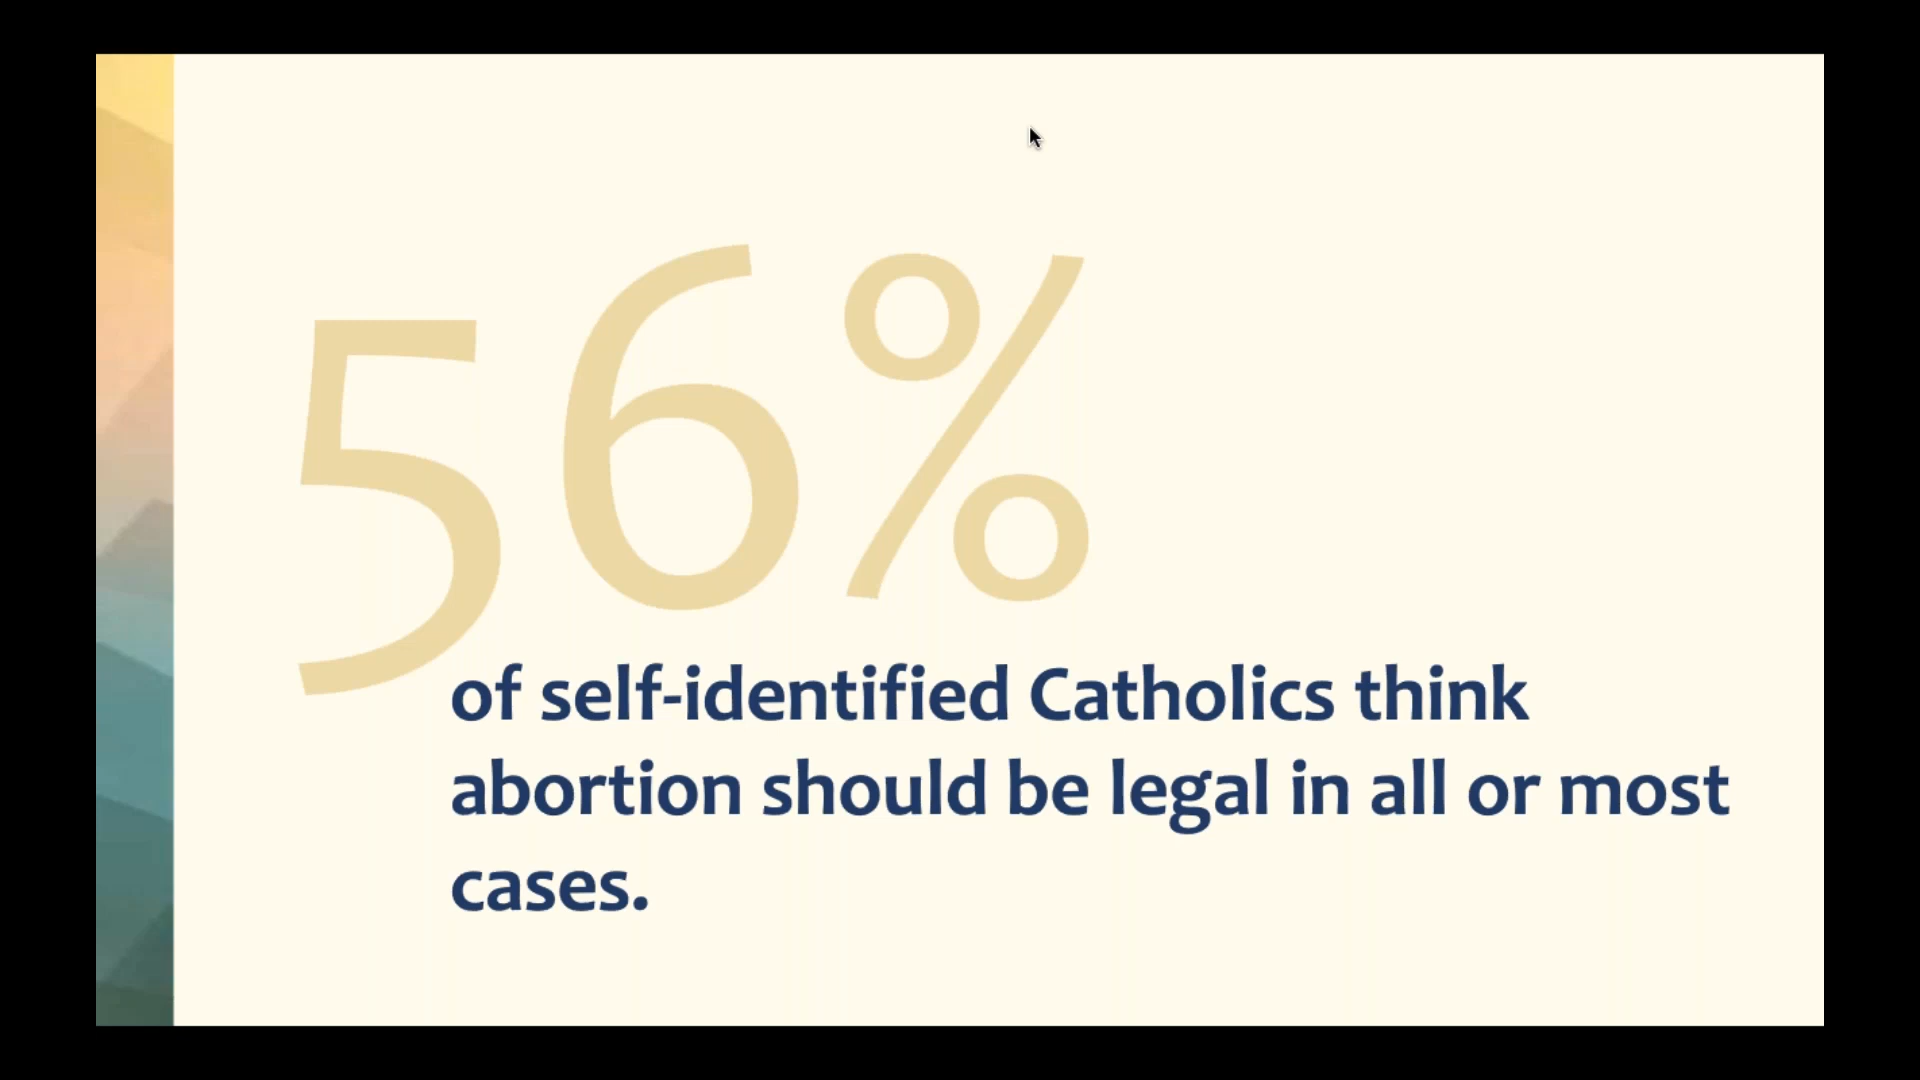 56%
of self-identified Catholics think
abortion should be legal in all or most
cases.